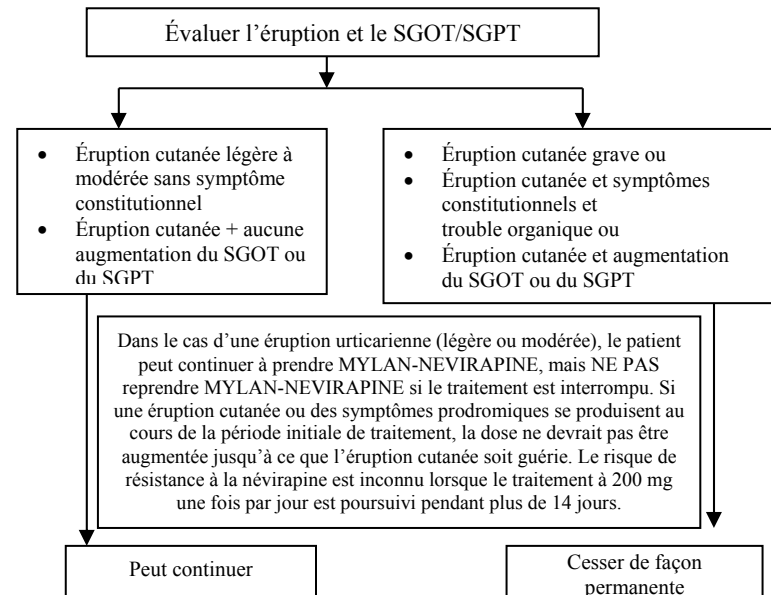 Évaluer l’éruption et le SGOT/SGPT
• Éruption cutanée légère à
modérée sans symptôme
constitutionnel
• Éruption cutanée + aucune
augmentation du SGOT ou
du SGPT
• Éruption cutanée grave ou
• Éruption cutanée et symptômes
constitutionnels et
trouble organique ou
• Éruption cutanée et augmentation
du SGOT ou du SGPT
Dans le cas d’une éruption urticarienne (légère ou modérée), le patient
peut continuer à prendre MYLAN-NEVIRAPINE, mais NE PAS
reprendre MYLAN-NEVIRAPINE si le traitement est interrompu. Si
une éruption cutanée ou des symptômes prodromiques se produisent au
cours de la période initiale de traitement, la dose ne devrait pas être
augmentée jusqu’à ce que l’éruption cutanée soit guérie. Le risque de
résistance à la névirapine est inconnu lorsque le traitement à 200 mg
une fois par jour est poursuivi pendant plus de 14 jours.
Peut continuer
Cesser de façon
permanente